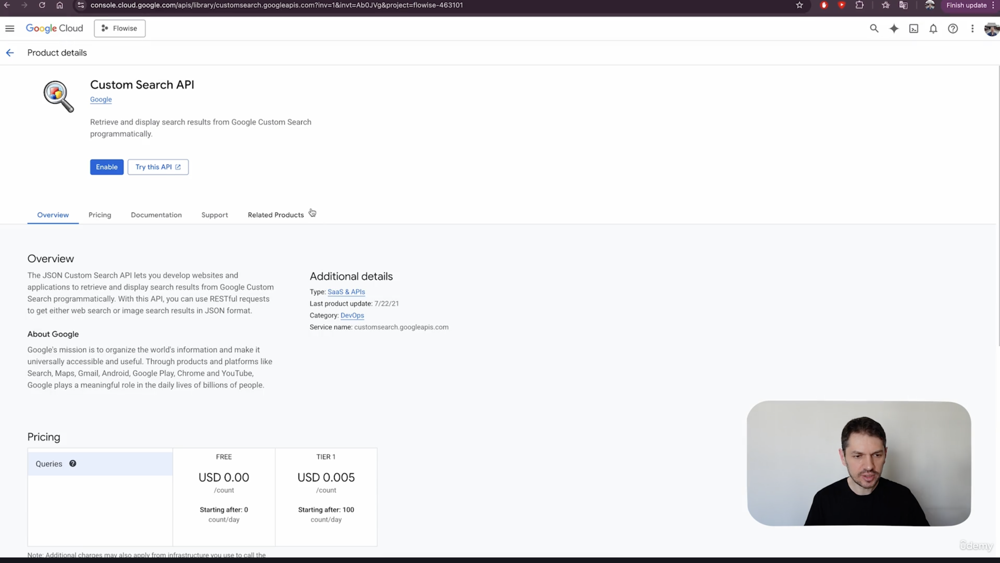 console.cloud.google.com/apis/library/customsearch.googleapis.com?inv=1&invt=Ab0JVg&project=flowise-463101
Finish update
Google Cloud
Flowise
Product details
Custom Search API
Google
Retrieve and display search results from Google Custom Search
programmatically.
Enable
Try this API
Overview
Pricing
Documentation
Support
Related Products
Overview
The JSON Custom Search API lets you develop websites and
applications to retrieve and display search results from Google Custom
Search programmatically. With this API, you can use RESTful requests
to get either web search or image search results in JSON format.
Additional details
Type: SaaS & APIs
Last product update: 7/22/21
Category: DevOps
Service name: customsearch.googleapis.com
About Google
Google's mission is to organize the world's information and make it
universally accessible and useful. Through products and platforms like
Search, Maps, Gmail, Android, Google Play, Chrome and YouTube,
Google plays a meaningful role in the daily lives of billions of people.
Pricing
Queries
FREE
USD 0.00
/count
Starting after: 0
count/day
TIER 1
USD 0.005
/count
Starting after: 100
count/day
Note: Additional charges may also apply from infrastructure you use to call the
ûdemy